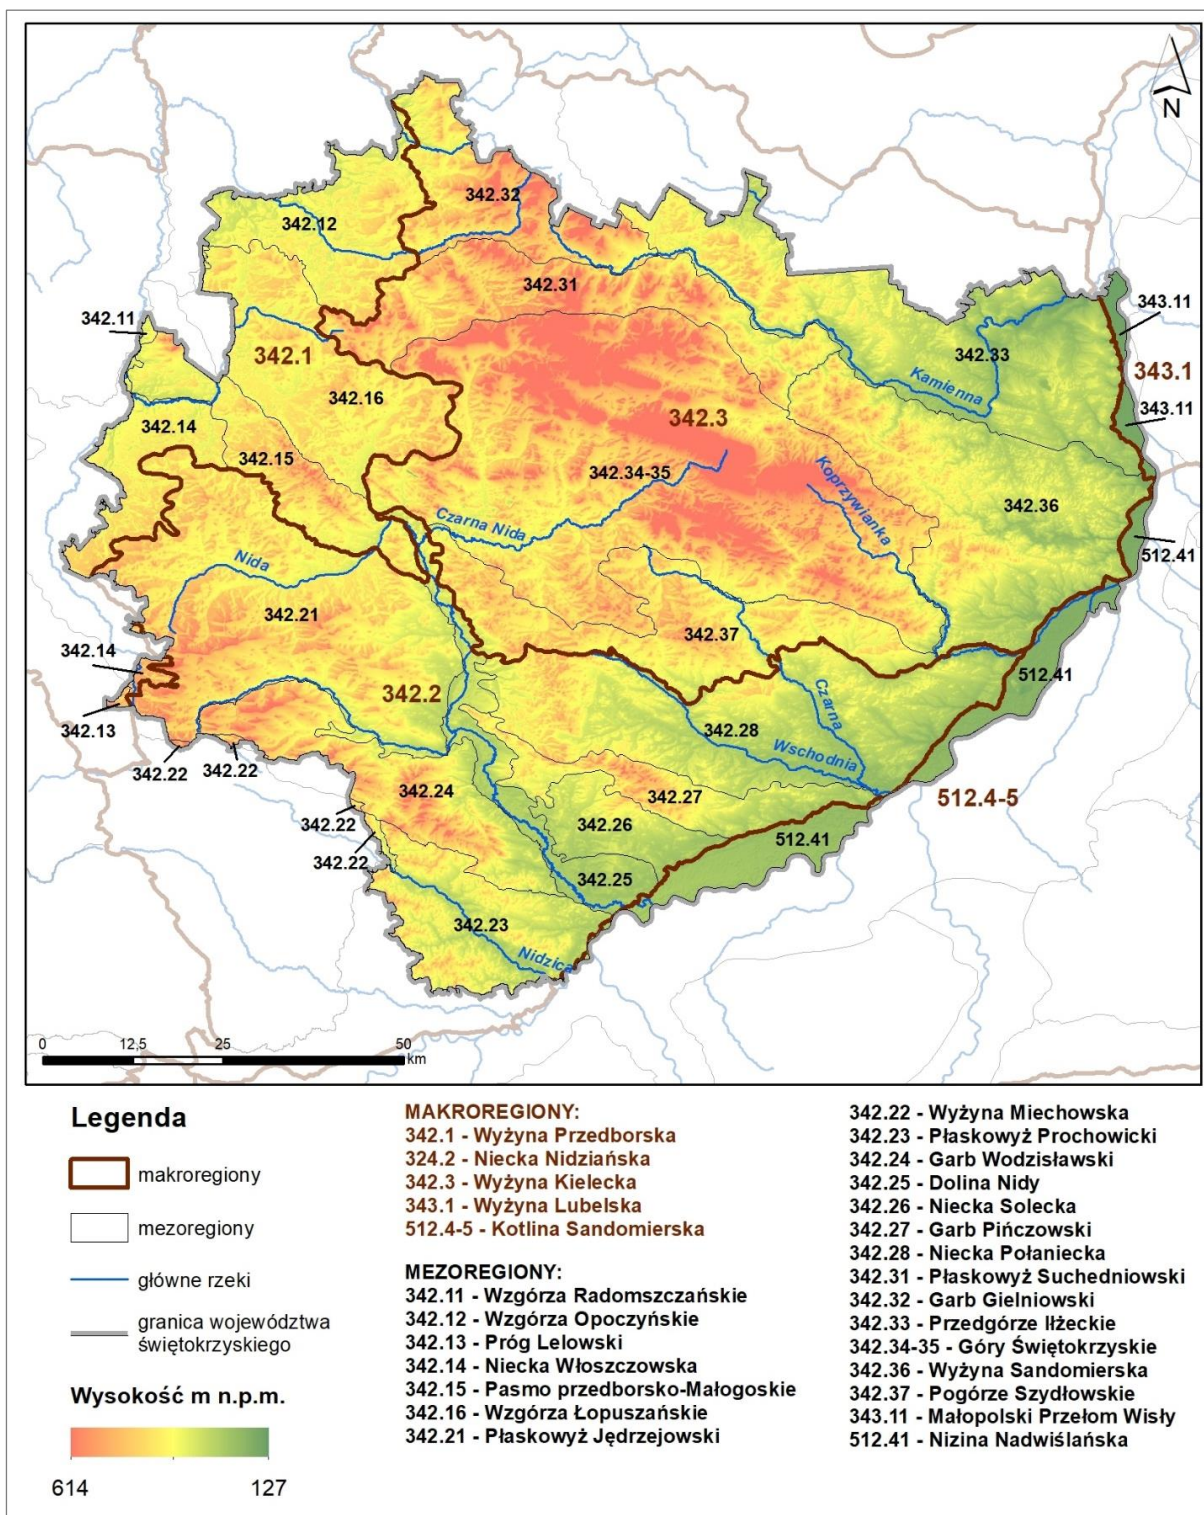 N
342.32
342.12
342.31
342.11
343.11
342.1
342.33
343.1
Kamienna
342.16
342.3
343.11
342.14
342.15
342.34-35
Koprzywianka
342.36
Czarna Nida
512.41
Nida
342.21
342.37
342.14
342.2
512.41
Czarna
342.13
342.28
Wschodnia
342.22
342.22
342.24
342.27
512.4-5
342.22
342.26
512.41
342.22
342.25
342.23
Nidzica
0 12,5 25 50
km
Legenda
makroregiony
mezoregiony
główne rzeki
granica województwa
świętokrzyskiego
Wysokość m n.p.m.
614 127
MAKROREGIONY:
342.1 - Wyżyna Przedborska
324.2 - Niecka Nidziańska
342.3 - Wyżyna Kielecka
343.1 - Wyżyna Lubelska
512.4-5 - Kotlina Sandomierska
MEZOREGIONY:
342.11 - Wzgórza Radomszczańskie
342.12 - Wzgórza Opoczyńskie
342.13 - Próg Lelowski
342.14 - Niecka Włoszczowska
342.15 - Pasmo przedborsko-Małogoskie
342.16 - Wzgórza Łopuszańskie
342.21 - Płaskowyż Jędrzejowski
342.22 - Wyżyna Miechowska
342.23 - Płaskowyż Prochowicki
342.24 - Garb Wodzisławski
342.25 - Dolina Nidy
342.26 - Niecka Solecka
342.27 - Garb Pińczowski
342.28 - Niecka Połaniecka
342.31 - Płaskowyż Suchedniowski
342.32 - Garb Gielniowski
342.33 - Przedgórze Iłżeckie
342.34-35 - Góry Świętokrzyskie
342.36 - Wyżyna Sandomierska
342.37 - Pogórze Szydłowskie
343.11 - Małopolski Przełom Wisły
512.41 - Nizina Nadwiślańska